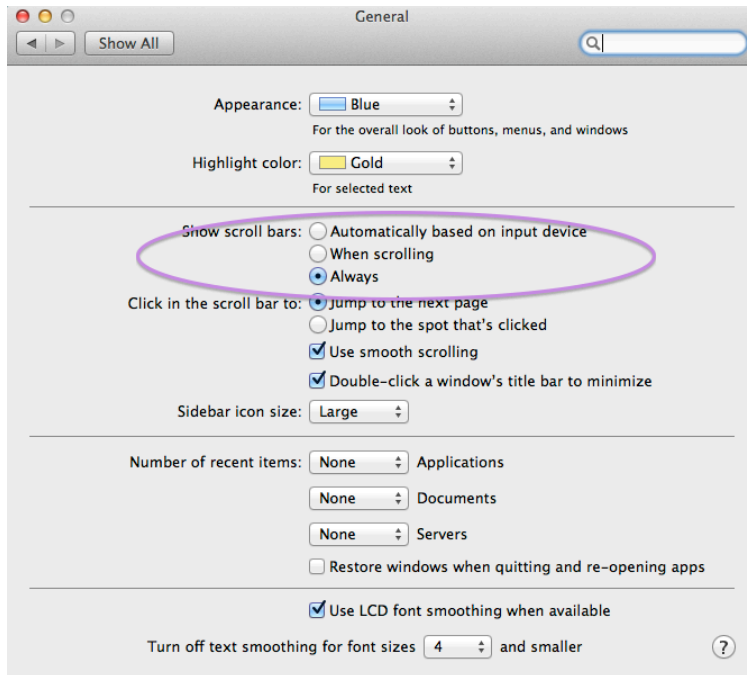 General
Show All
Appearance: Blue
For the overall look of buttons, menus, and windows
Highlight color: Gold
For selected text
Show scroll bars: Automatically based on input device
When scrolling
Always
Click in the scroll bar to: Jump to the next page
Jump to the spot that's clicked
Use smooth scrolling
Double-click a window's title bar to minimize
Sidebar icon size: Large
Number of recent items: None Applications
None Documents
None Servers
Restore windows when quitting and re-opening apps
Use LCD font smoothing when available
Turn off text smoothing for font sizes 4 and smaller ?